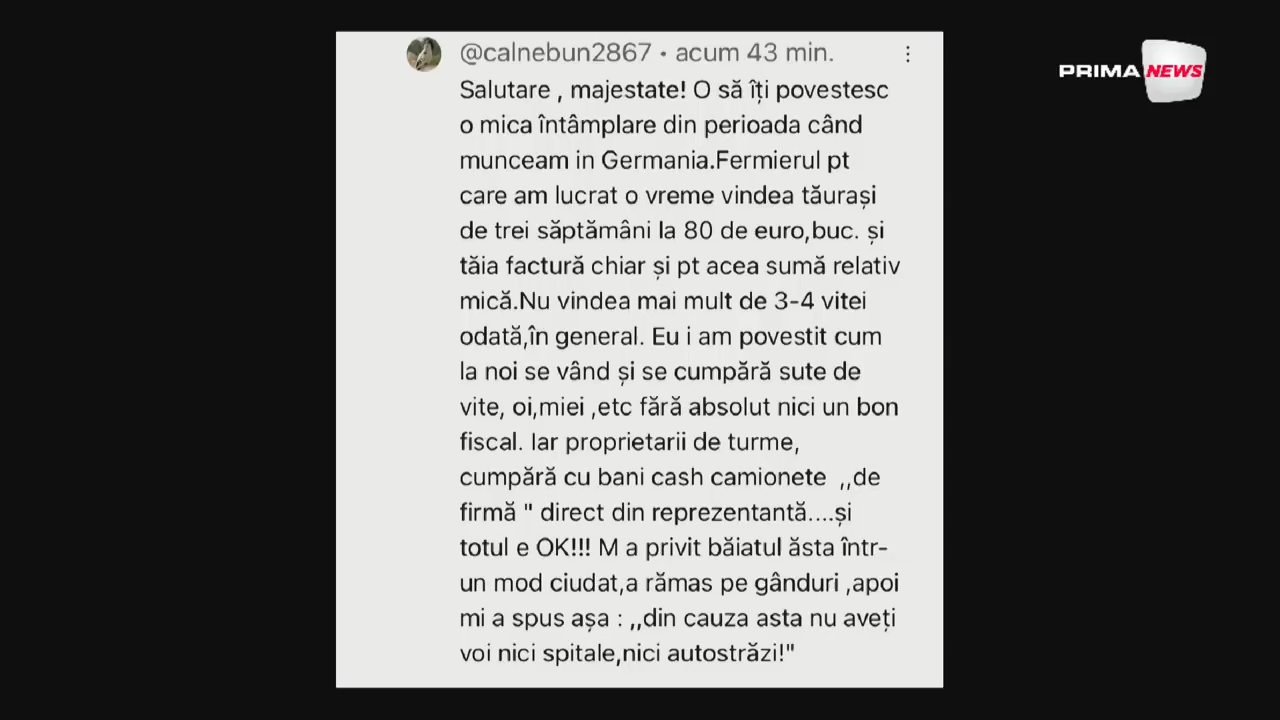 @calnebun2867 • acum 43 min.
PRIMA NEWS
Salutare , majestate! O să îți povestesc
o mica întâmplare din perioada când
munceam in Germania.Fermierul pt
care am lucrat o vreme vindea tăurași
de trei săptămâni la 80 de euro,buc. și
tăia factură chiar și pt acea sumă relativ
mică.Nu vindea mai mult de 3-4 vitei
odată,în general. Eu i am povestit cum
la noi se vând și se cumpără sute de
vite, oi,miei ,etc fără absolut nici un bon
fiscal. Iar proprietarii de turme,
cumpără cu bani cash camionete  ,,de
firmă " direct din reprezentantă....și
totul e OK!!! M a privit băiatul ăsta într-
un mod ciudat,a rămas pe gânduri ,apoi
mi a spus așa : ,,din cauza asta nu aveți
voi nici spitale,nici autostrăzi!"